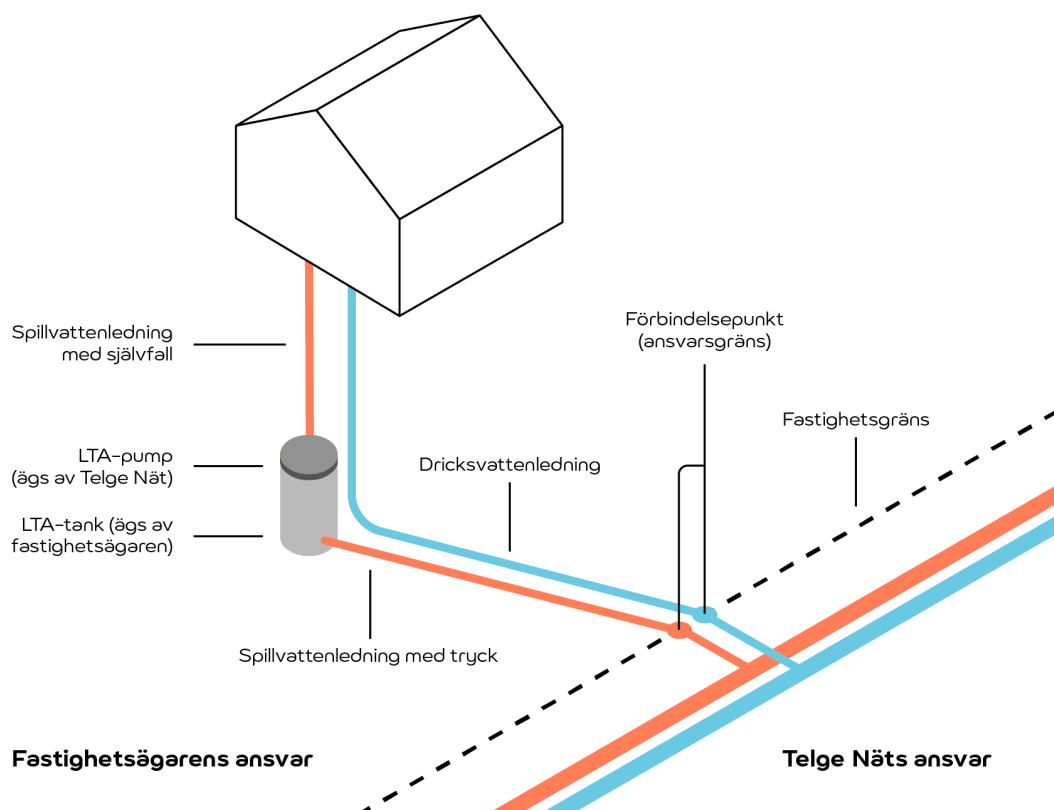 Förbindelsepunkt
(ansvarsgräns)
Spillvattenledning
med självfall
Fastighetsgräns
LTA-pump
(ägs av Telge Nät)
Dricksvattenledning
LTA-tank (ägs av
fastighetsägaren)
Spillvattenledning med tryck
Fastighetsägarens ansvar
Telge Näts ansvar